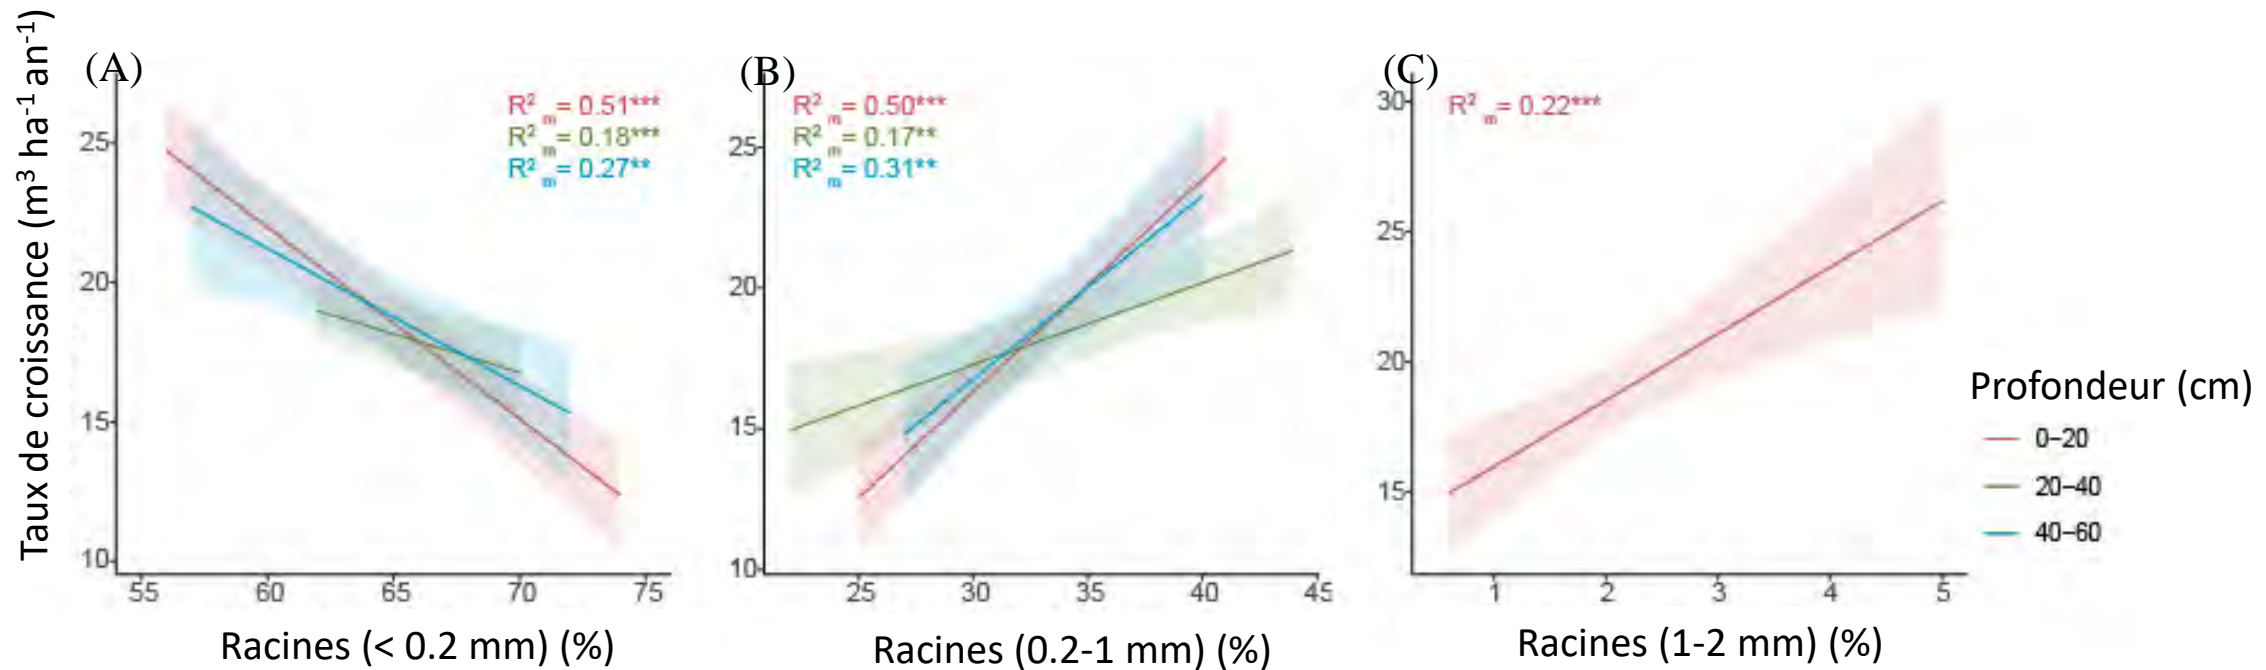 Taux de croissance (m³ ha⁻¹ an⁻¹)
(A)
R²m = 0.51***
R²m = 0.18***
R²m = 0.27**
25
20
15
10
55 60 65 70 75
Racines (< 0.2 mm) (%)
(B)
R²m = 0.50***
R²m = 0.17**
R²m = 0.31**
25
20
15
10
25 30 35 40 45
Racines (0.2-1 mm) (%)
(C)
R²m = 0.22***
30
25
20
15
1 2 3 4 5
Racines (1-2 mm) (%)
Profondeur (cm)
0–20
20–40
40–60